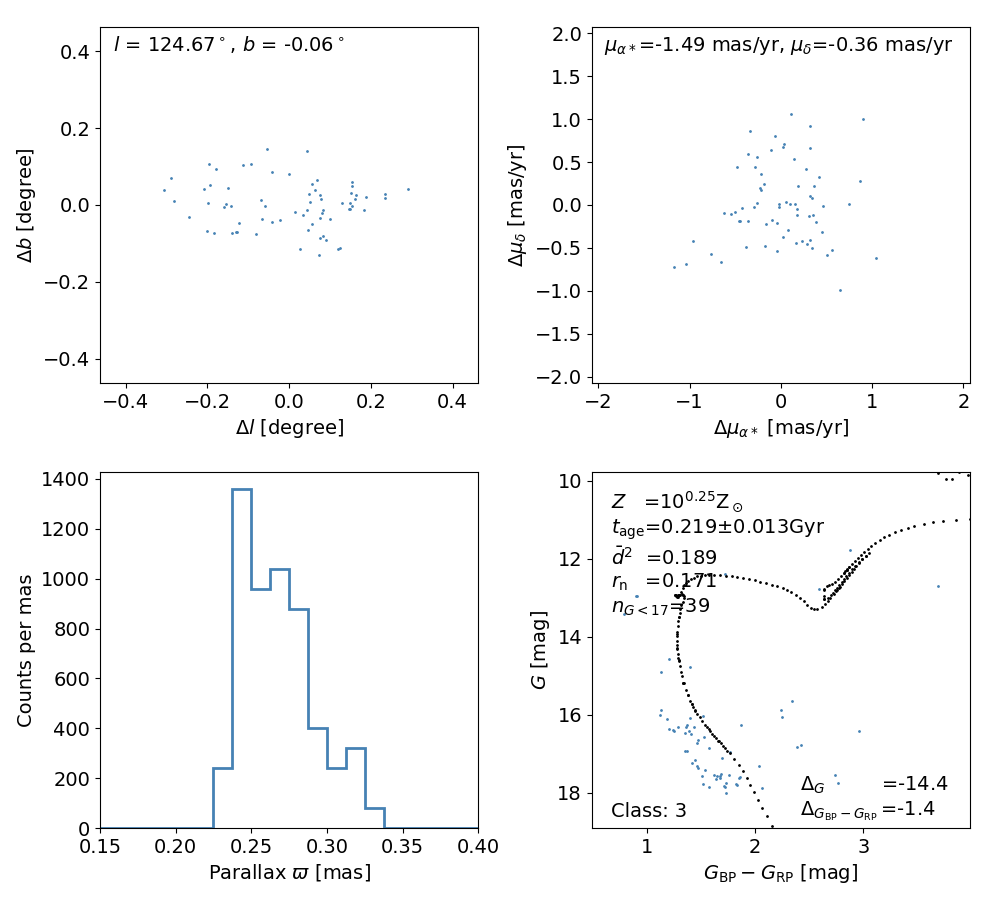 l = 124.67°, b = -0.06°
0.4
0.2
0.0
−0.2
−0.4
Δb [degree]
−0.4 −0.2 0.0 0.2 0.4
Δl [degree]
μα*=-1.49 mas/yr, μδ=-0.36 mas/yr
2.0
1.5
1.0
0.5
0.0
−0.5
−1.0
−1.5
−2.0
Δμδ [mas/yr]
−2 −1 0 1 2
Δμα* [mas/yr]
1400
1200
1000
800
600
400
200
0
Counts per mas
0.15 0.20 0.25 0.30 0.35 0.40
Parallax ϖ [mas]
10
12
14
16
18
G [mag]
Z =10^0.25 Z⊙
tage=0.219±0.013Gyr
d̄² =0.189
rn =0.171
nG<17=39
ΔG =-14.4
ΔGBP−GRP=-1.4
Class: 3
1 2 3
GBP − GRP [mag]